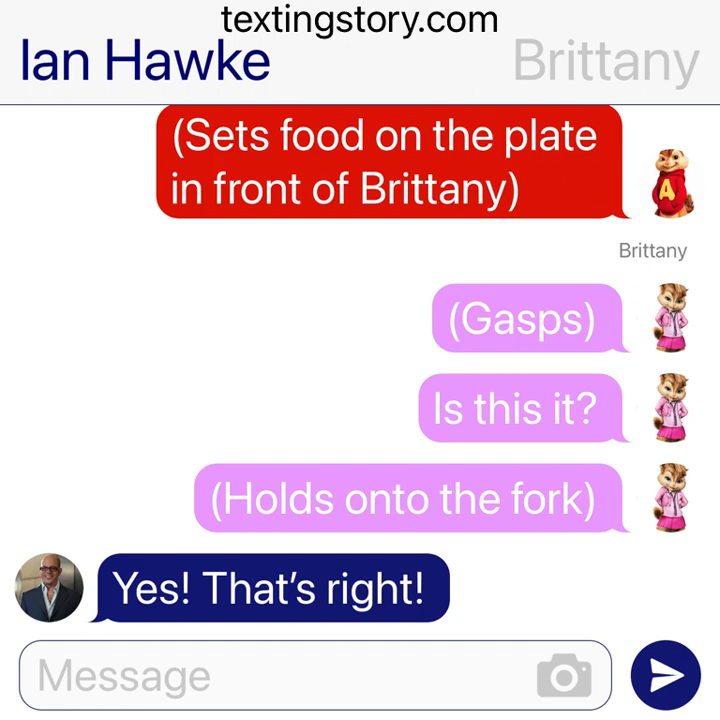 textingstory.com
Ian Hawke Brittany
(Sets food on the plate
in front of Brittany)
A
Brittany
(Gasps)
Is this it?
(Holds onto the fork)
Yes! That’s right!
Message